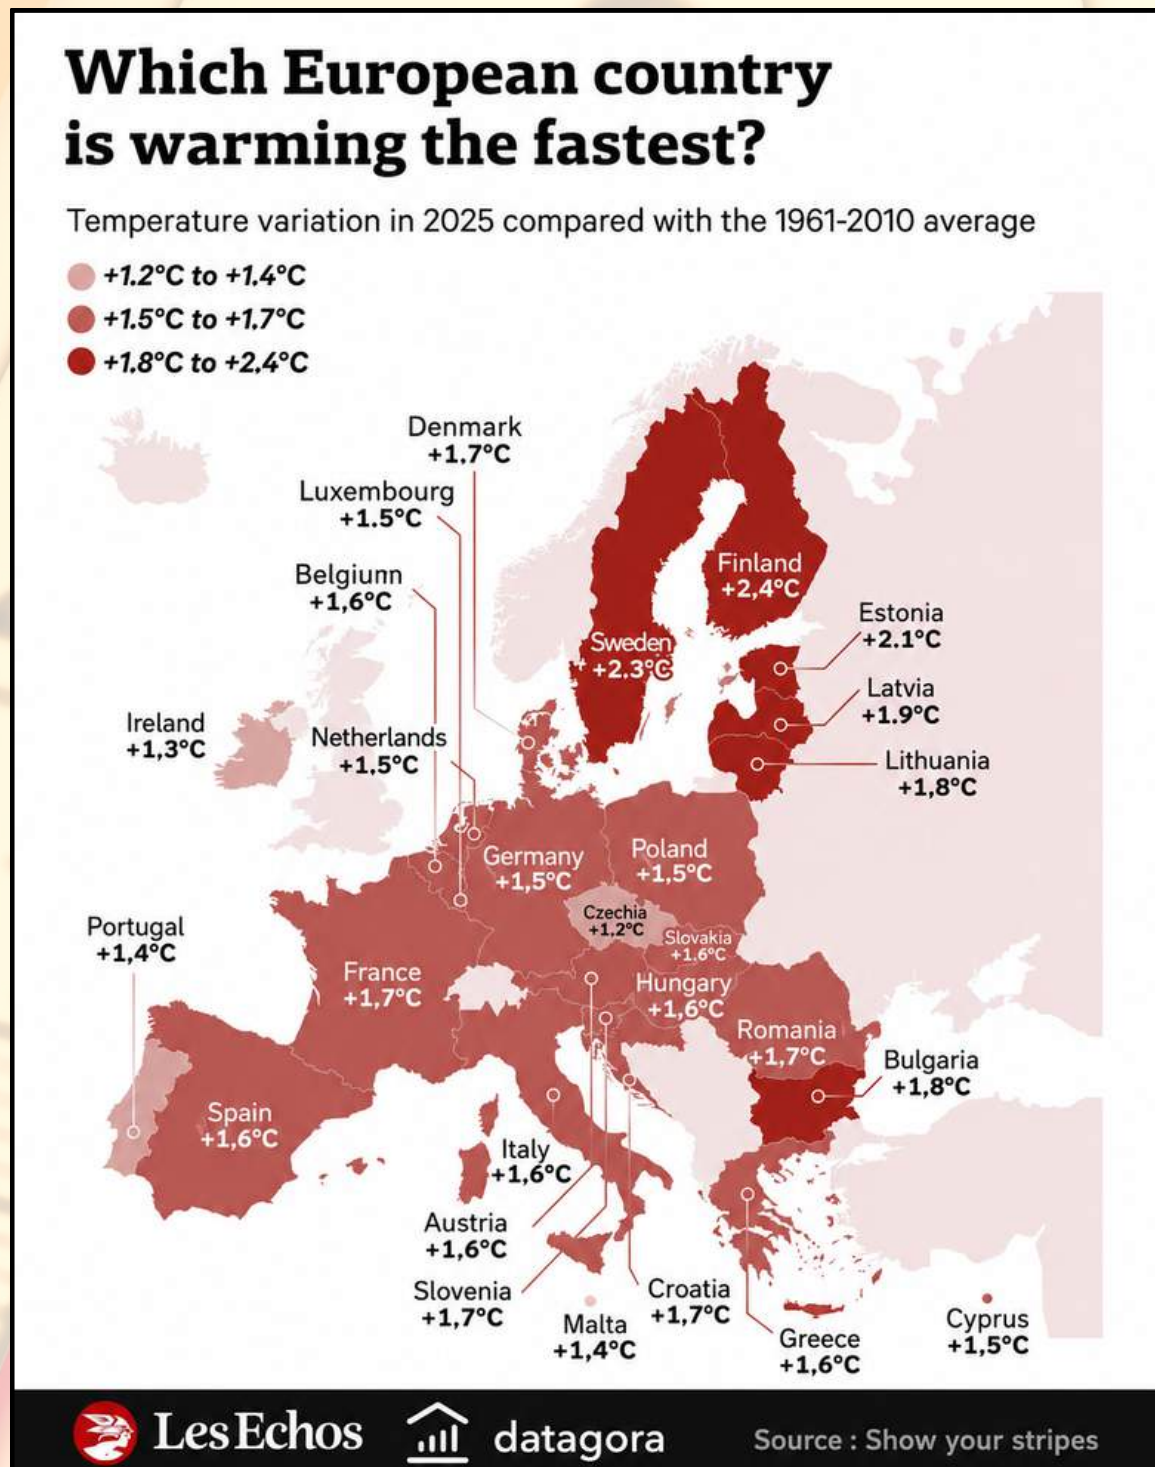 Which European country
is warming the fastest?
Temperature variation in 2025 compared with the 1961-2010 average
+1.2°C to +1.4°C
+1.5°C to +1.7°C
+1.8°C to +2.4°C
Denmark
+1,7°C
Luxembourg
+1.5°C
Belgiunn
+1,6°C
Finland
+2,4°C
Estonia
+2.1°C
Sweden
+2.3°C
Latvia
+1.9°C
Ireland
+1,3°C
Netherlands
+1,5°C
Lithuania
+1,8°C
Germany
+1,5°C
Poland
+1,5°C
Czechia
+1,2°C
Slovakia
+1.6°C
Portugal
+1,4°C
France
+1,7°C
Hungary
+1,6°C
Romania
+1,7°C
Bulgaria
+1,8°C
Spain
+1,6°C
Italy
+1,6°C
Austria
+1,6°C
Slovenia
+1,7°C
Malta
+1,4°C
Croatia
+1,7°C
Greece
+1,6°C
Cyprus
+1,5°C
Les Echos
datagora
Source : Show your stripes